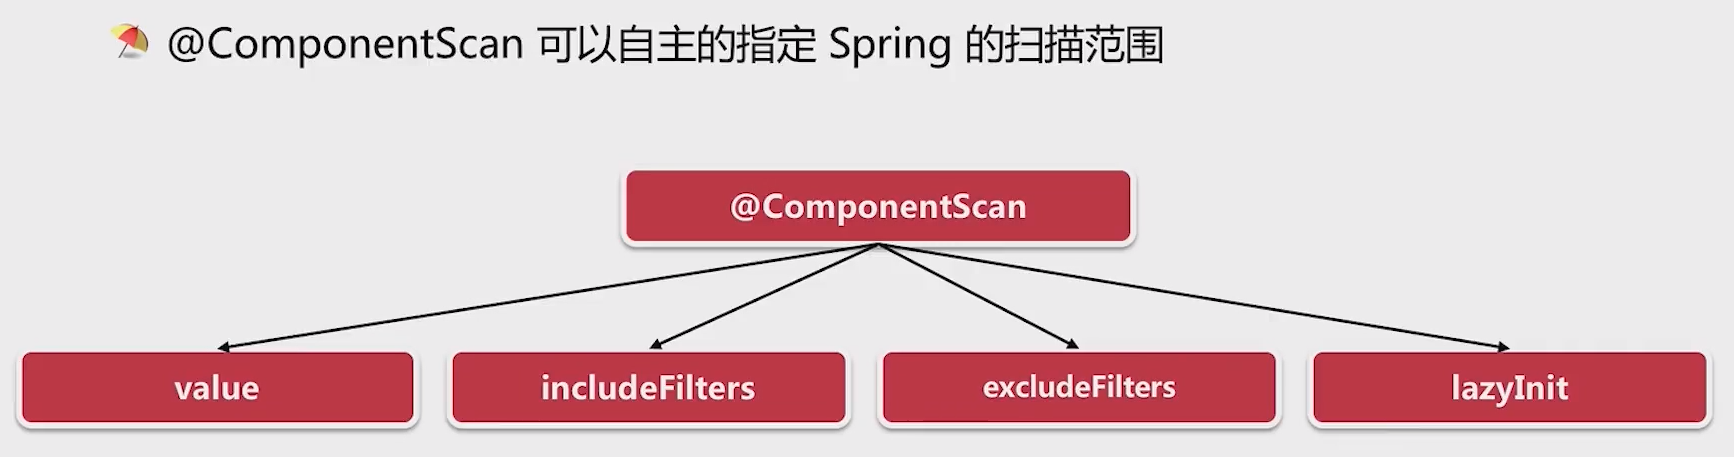 @ComponentScan 可以自主的指定 Spring 的扫描范围
@ComponentScan
value
includeFilters
excludeFilters
lazyInit